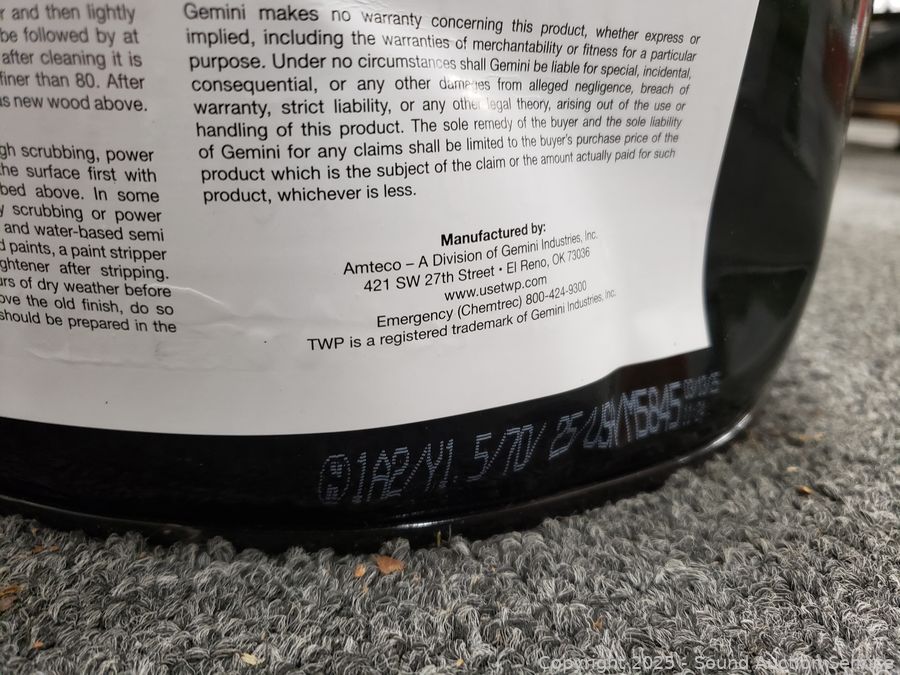 r and then lightly
be followed by at
after cleaning it is
finer than 80. After
as new wood above.
gh scrubbing, power
he surface first with
bed above. In some
y scrubbing or power
and water-based semi
d paints, a paint stripper
ghtener after stripping.
urs of dry weather before
ove the old finish, do so
should be prepared in the
Gemini makes no warranty concerning this product, whether express or
implied, including the warranties of merchantability or fitness for a particular
purpose. Under no circumstances shall Gemini be liable for special, incidental,
consequential, or any other damages from alleged negligence, breach of
warranty, strict liability, or any other legal theory, arising out of the use or
handling of this product. The sole remedy of the buyer and the sole liability
of Gemini for any claims shall be limited to the buyer's purchase price of the
product which is the subject of the claim or the amount actually paid for such
product, whichever is less.
Manufactured by:
Amteco – A Division of Gemini Industries, Inc.
421 SW 27th Street • El Reno, OK 73036
www.usetwp.com
Emergency (Chemtrec) 800-424-9300
TWP is a registered trademark of Gemini Industries, Inc.
1A2/Y1. 5/70/ 25 USA/M5845
Copyright 2025 - Sound Auction Service